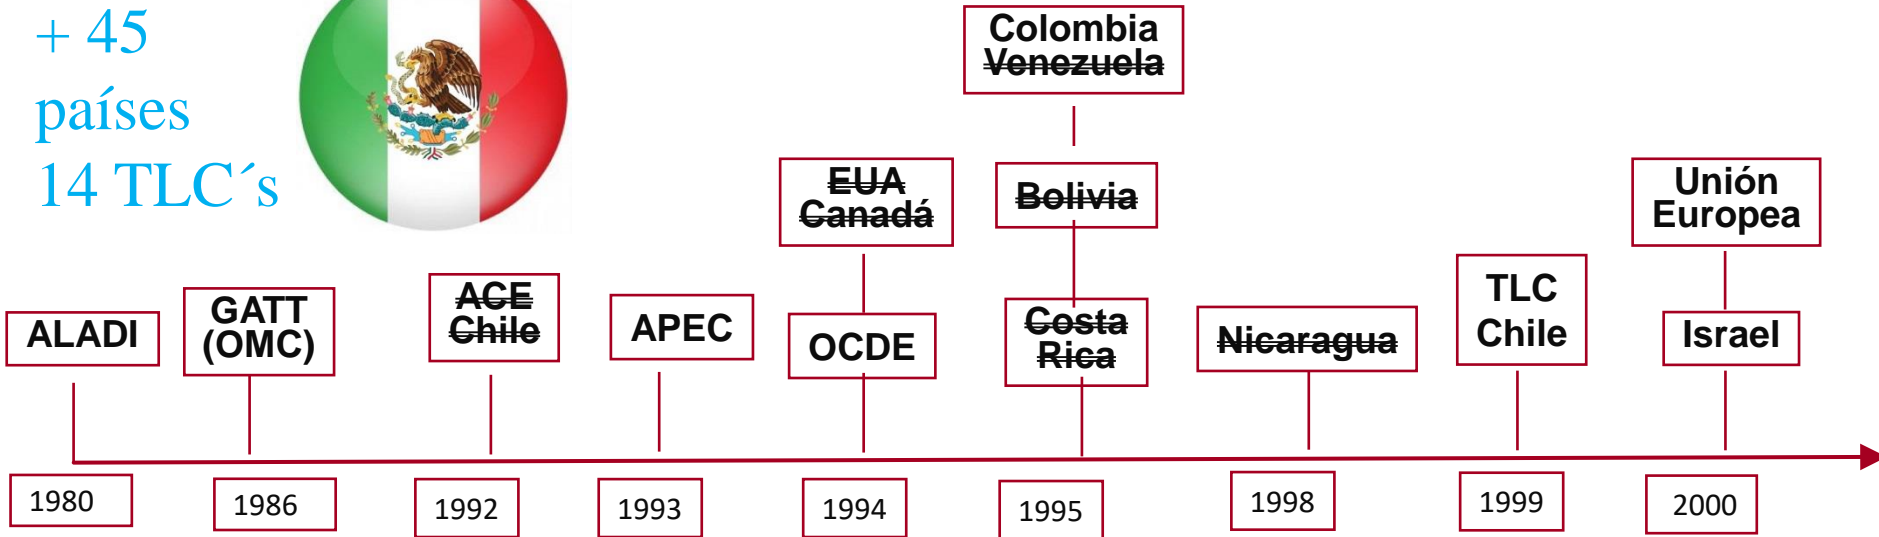 + 45
países
14 TLC´s
Colombia
Venezuela
EUA
Canadá
Bolivia
Unión
Europea
ALADI
GATT
(OMC)
ACE
Chile
APEC
OCDE
Costa
Rica
Nicaragua
TLC
Chile
Israel
1980
1986
1992
1993
1994
1995
1998
1999
2000